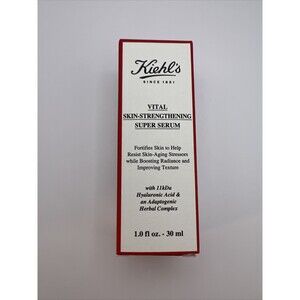 Kiehl's
SINCE 1851
VITAL
SKIN-STRENGTHENING
SUPER SERUM
Fortifies Skin to Help
Resist Skin-Aging Stressors
while Boosting Radiance and
Improving Texture
with 11kDa
Hyaluronic Acid &
an Adaptogenic
Herbal Complex
1.0 fl oz. - 30 ml